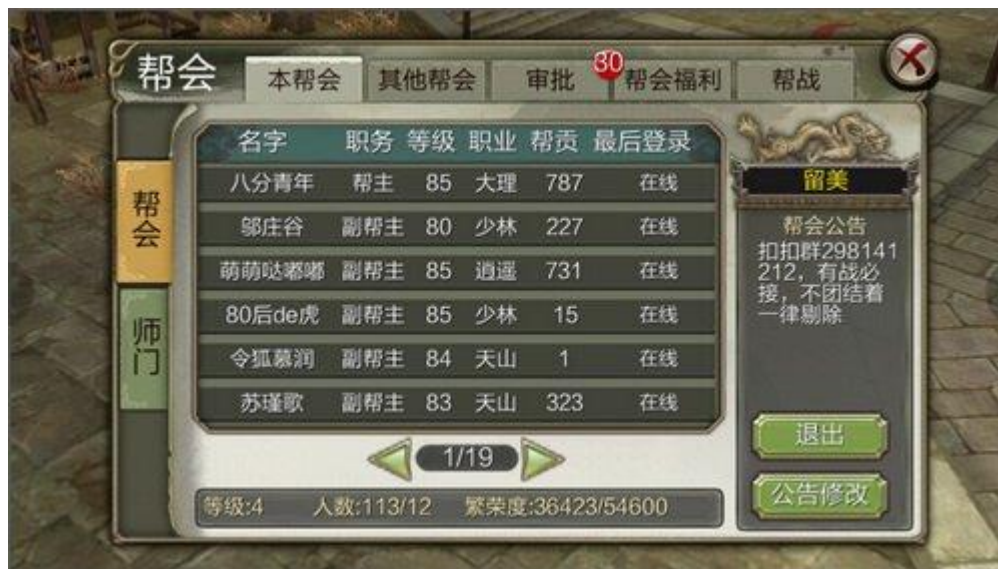 帮会
本帮会
其他帮会
审批
30
帮会福利
帮战
帮会
师门
名字 职务 等级 职业 帮贡 最后登录
八分青年 帮主 85 大理 787 在线
邬庄谷 副帮主 80 少林 227 在线
萌萌哒嘟嘟 副帮主 85 逍遥 731 在线
80后de虎 副帮主 85 少林 15 在线
令狐慕润 副帮主 84 天山 1 在线
苏瑾歌 副帮主 83 天山 323 在线
1/19
等级:4 人数:113/12 繁荣度:36423/54600
留美
帮会公告
扣扣群298141
212，有战必
接，不团结着
一律剔除
退出
公告修改